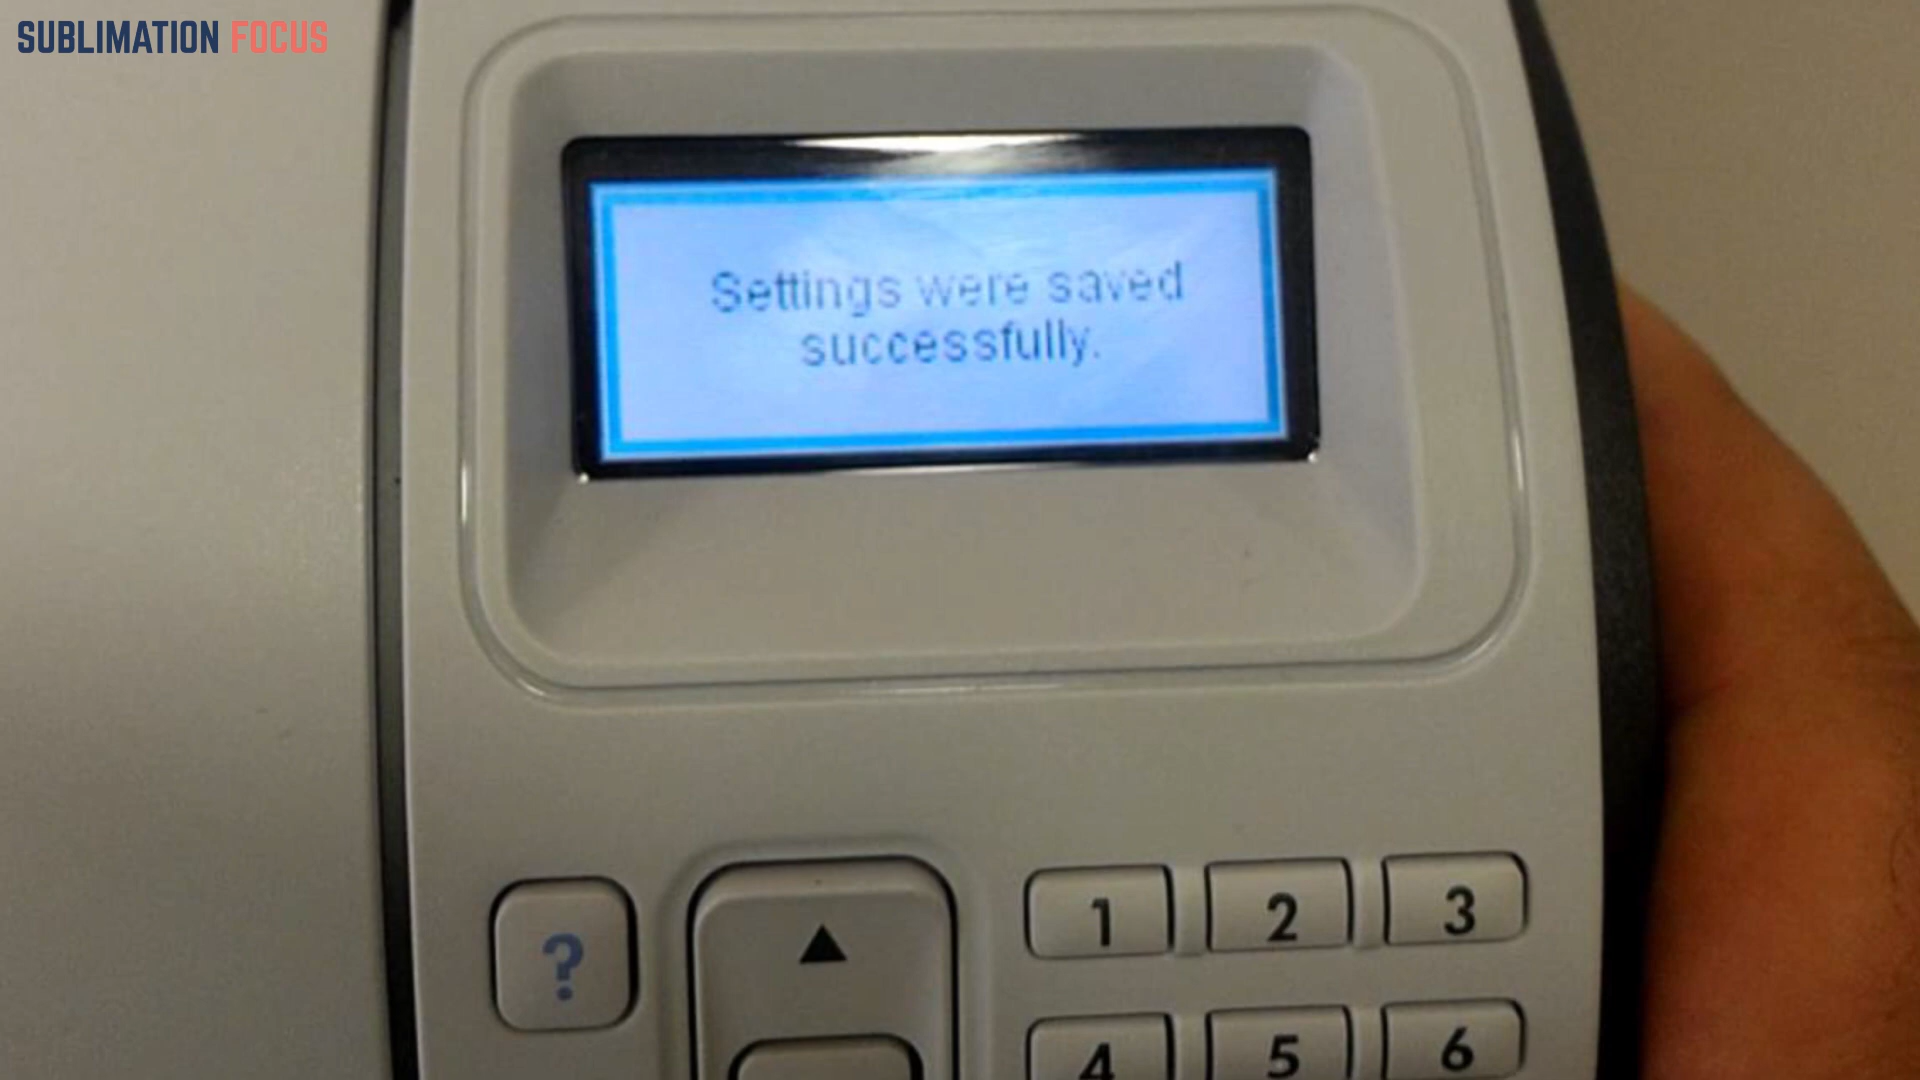 SUBLIMATION FOCUS
Settings were saved
successfully.
?
1 2 3
4 5 6